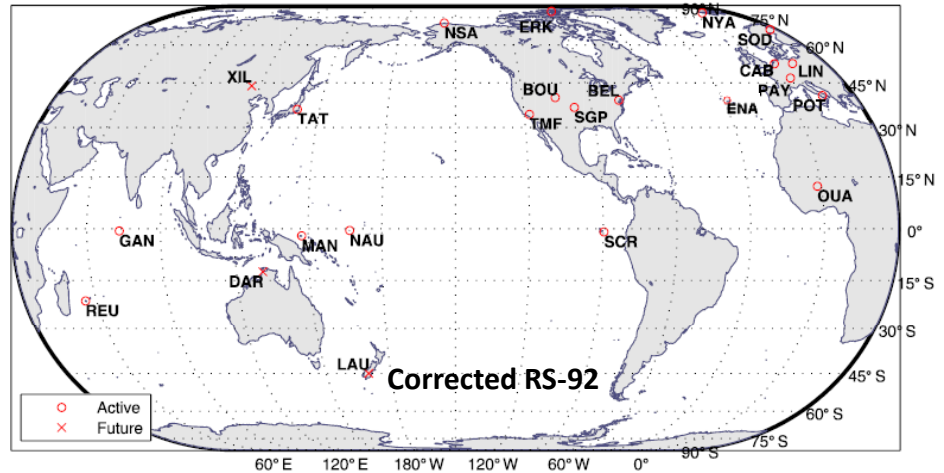 90° N
NYA
75° N
NSA
ERK
SOD
60° N
XIL
CAB
LIN
BOU
BEL
PAY
45° N
TAT
TMF
SGP
ENA
POT
30° N
15° N
OUA
GAN
MAN
NAU
SCR
0°
DAR
15° S
REU
30° S
LAU
Corrected RS-92
45° S
Active
Future
60° S
75° S
90° S
60° E 120° E 180° W 120° W 60° W 0°